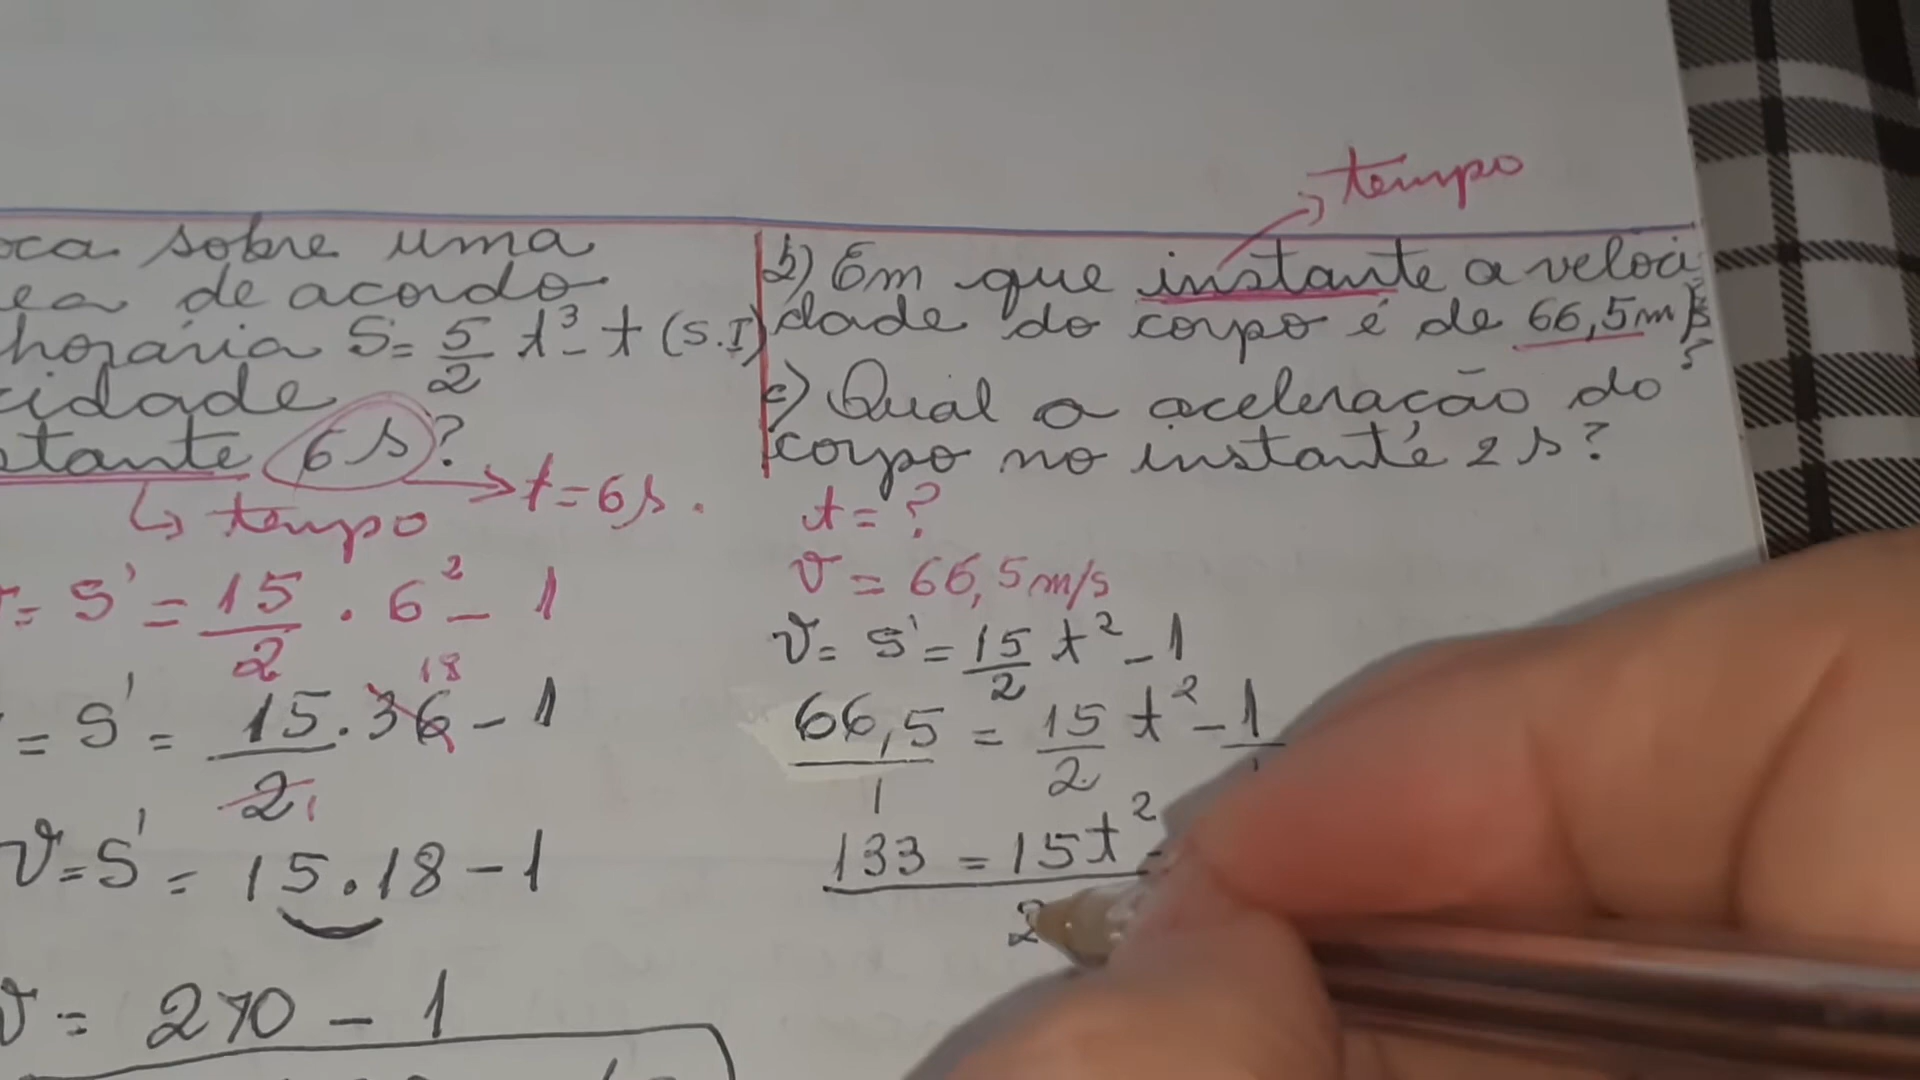 sobre uma
de acordo
horária S = 5/2 t³ - t (S.I)
cidade
tante 6 s?
↳ tempo → t = 6 s.
= S' = 15/2 . 6² - 1
= S' = 15 . 36/2 - 1
18
1
V = S' = 15 . 18 - 1
V = 270 - 1
→ tempo
b) Em que instante a veloci
dade do corpo é de 66,5 m/s
c) Qual a aceleração do
corpo no instante 2 s?
t = ?
v = 66,5 m/s
V = S' = 15/2 t² - 1
66,5/1 = 15/2 t² - 1
133 = 15t² -
2